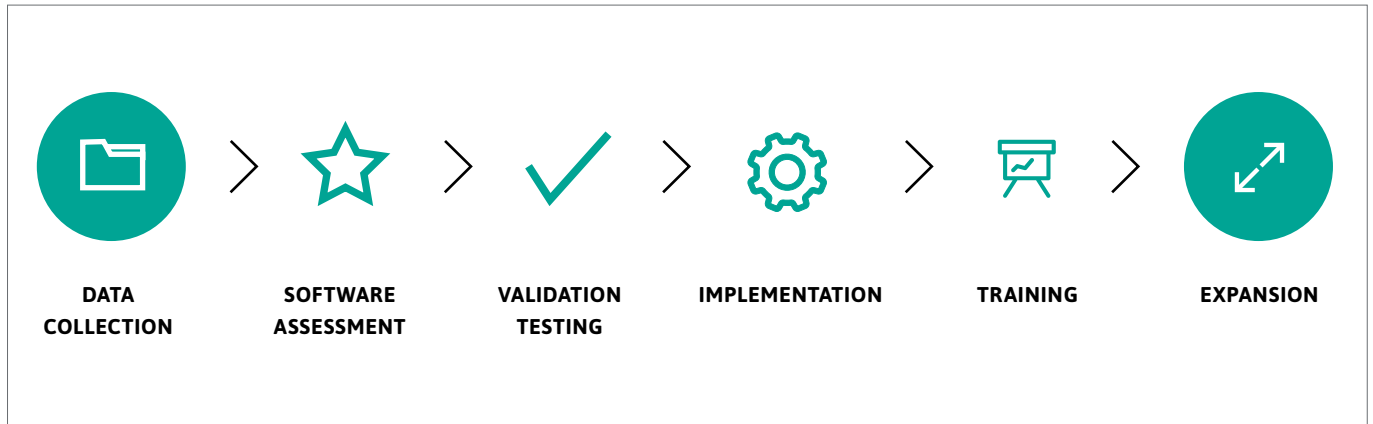 DATA
COLLECTION
SOFTWARE
ASSESSMENT
VALIDATION
TESTING
IMPLEMENTATION
TRAINING
EXPANSION